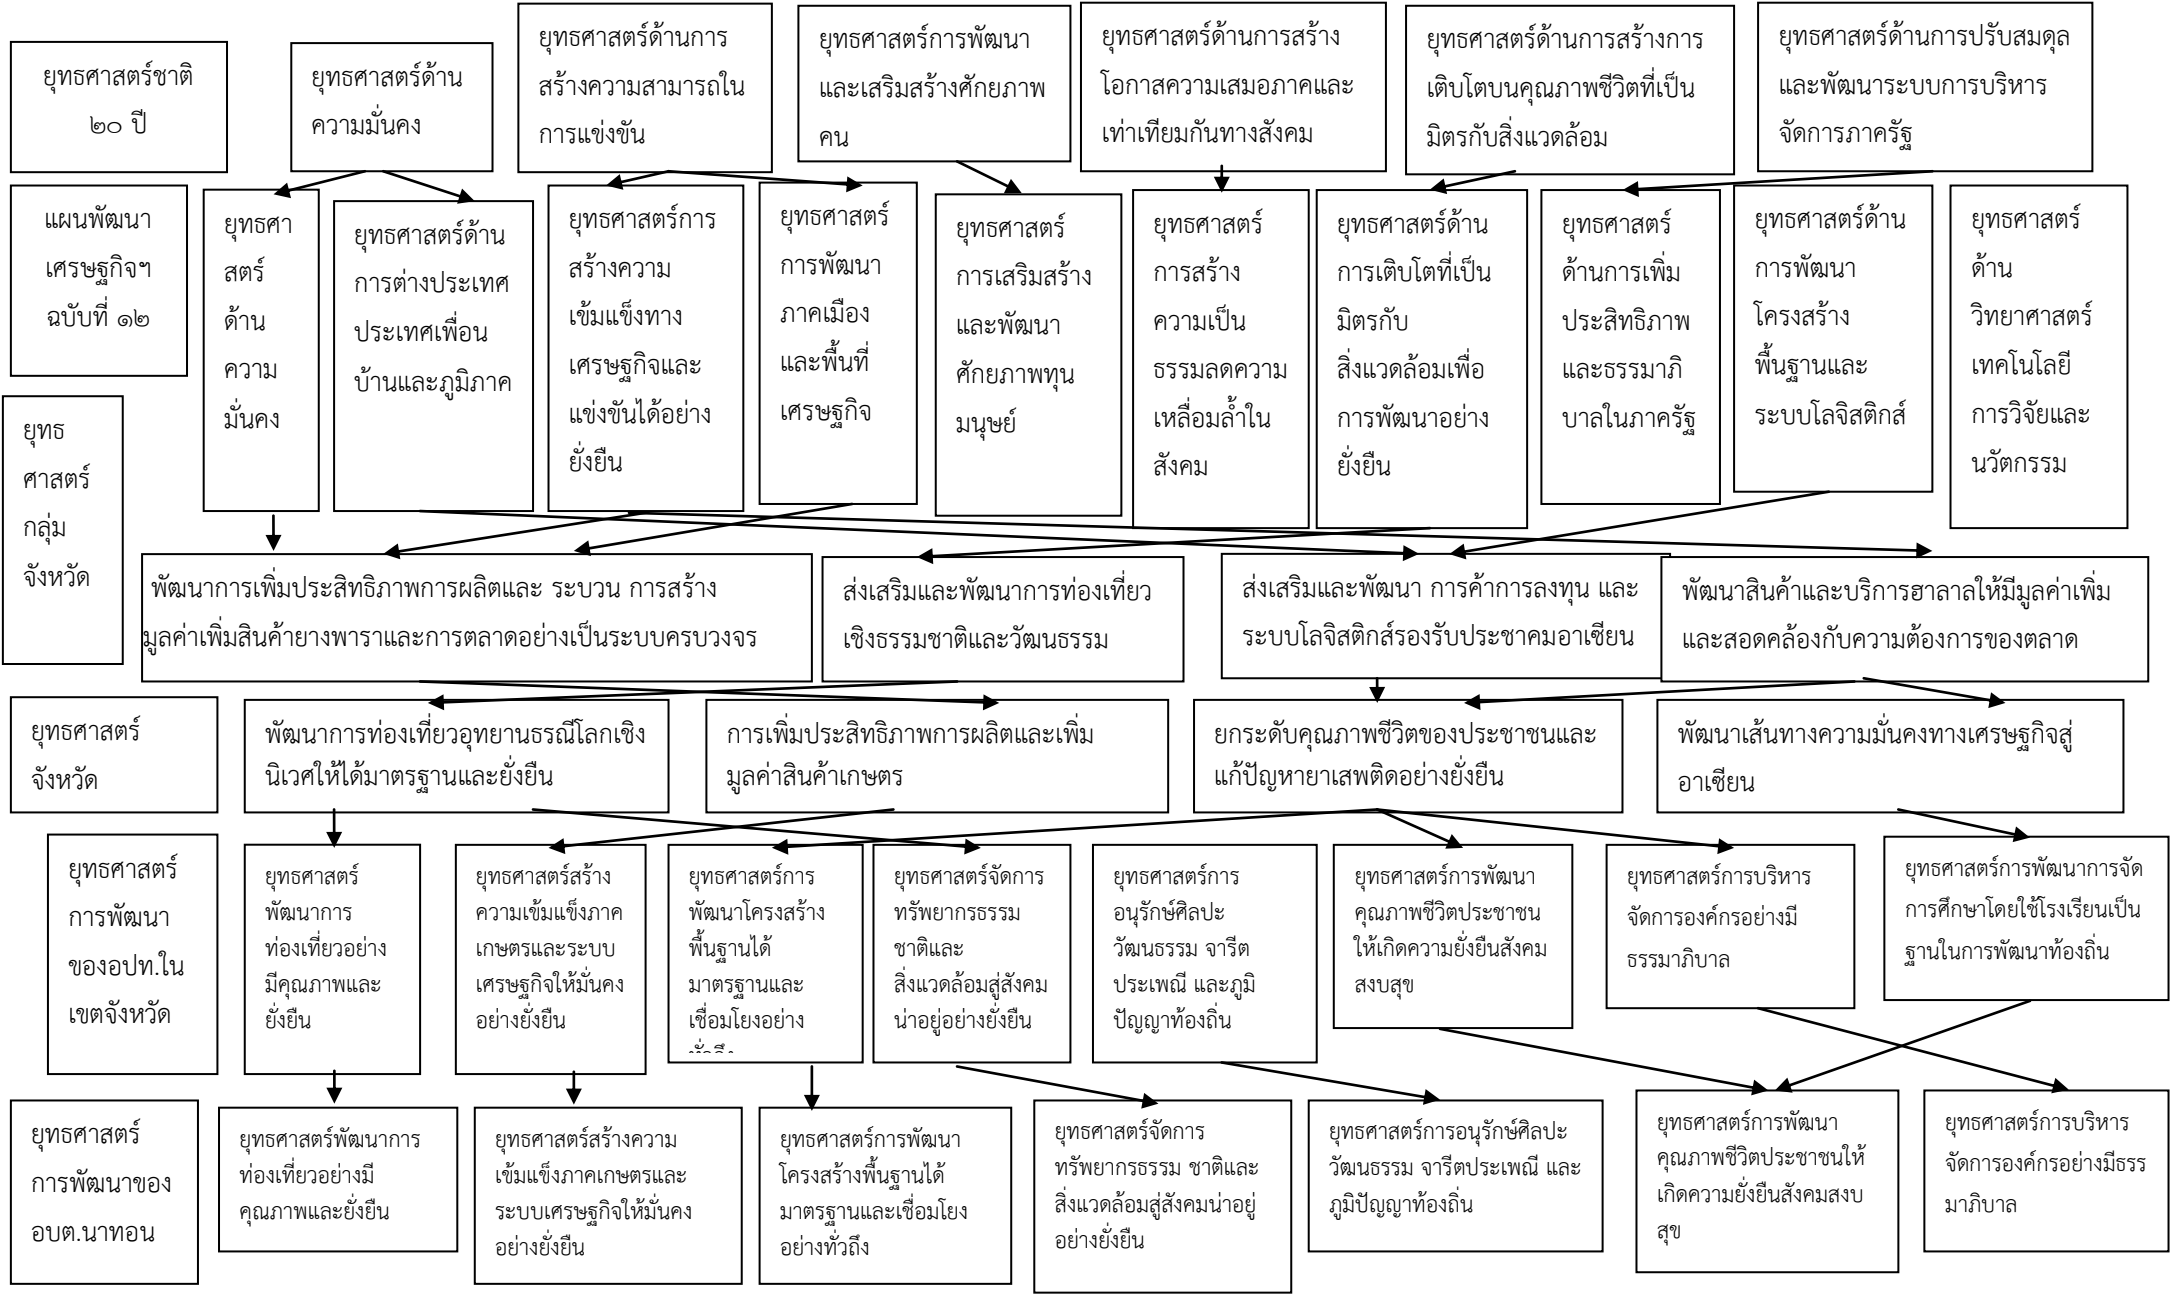 ยุทธศาสตร์ชาติ
๒๐ ปี
ยุทธศาสตร์ด้าน
ความมั่นคง
ยุทธศาสตร์ด้านการ
สร้างความสามารถใน
การแข่งขัน
ยุทธศาสตร์การพัฒนา
และเสริมสร้างศักยภาพ
คน
ยุทธศาสตร์ด้านการสร้าง
โอกาสความเสมอภาคและ
เท่าเทียมกันทางสังคม
ยุทธศาสตร์ด้านการสร้างการ
เติบโตบนคุณภาพชีวิตที่เป็น
มิตรกับสิ่งแวดล้อม
ยุทธศาสตร์ด้านการปรับสมดุล
และพัฒนาระบบการบริหาร
จัดการภาครัฐ
แผนพัฒนา
เศรษฐกิจฯ
ฉบับที่ ๑๒
ยุทธศา
สตร์
ด้าน
ความ
มั่นคง
ยุทธศาสตร์ด้าน
การต่างประเทศ
ประเทศเพื่อน
บ้านและภูมิภาค
ยุทธศาสตร์การ
สร้างความ
เข้มแข็งทาง
เศรษฐกิจและ
แข่งขันได้อย่าง
ยั่งยืน
ยุทธศาสตร์
การพัฒนา
ภาคเมือง
และพื้นที่
เศรษฐกิจ
ยุทธศาสตร์
การเสริมสร้าง
และพัฒนา
ศักยภาพทุน
มนุษย์
ยุทธศาสตร์
การสร้าง
ความเป็น
ธรรมลดความ
เหลื่อมล้ำใน
สังคม
ยุทธศาสตร์ด้าน
การเติบโตที่เป็น
มิตรกับ
สิ่งแวดล้อมเพื่อ
การพัฒนาอย่าง
ยั่งยืน
ยุทธศาสตร์
ด้านการเพิ่ม
ประสิทธิภาพ
และธรรมาภิ
บาลในภาครัฐ
ยุทธศาสตร์ด้าน
การพัฒนา
โครงสร้าง
พื้นฐานและ
ระบบโลจิสติกส์
ยุทธศาสตร์
ด้าน
วิทยาศาสตร์
เทคโนโลยี
การวิจัยและ
นวัตกรรม
ยุทธ
ศาสตร์
กลุ่ม
จังหวัด
พัฒนาการเพิ่มประสิทธิภาพการผลิตและ ระบวน การสร้าง
มูลค่าเพิ่มสินค้ายางพาราและการตลาดอย่างเป็นระบบครบวงจร
ส่งเสริมและพัฒนาการท่องเที่ยว
เชิงธรรมชาติและวัฒนธรรม
ส่งเสริมและพัฒนา การค้าการลงทุน และ
ระบบโลจิสติกส์รองรับประชาคมอาเซียน
พัฒนาสินค้าและบริการฮาลาลให้มีมูลค่าเพิ่ม
และสอดคล้องกับความต้องการของตลาด
ยุทธศาสตร์
จังหวัด
พัฒนาการท่องเที่ยวอุทยานธรณีโลกเชิง
นิเวศให้ได้มาตรฐานและยั่งยืน
การเพิ่มประสิทธิภาพการผลิตและเพิ่ม
มูลค่าสินค้าเกษตร
ยกระดับคุณภาพชีวิตของประชาชนและ
แก้ปัญหายาเสพติดอย่างยั่งยืน
พัฒนาเส้นทางความมั่นคงทางเศรษฐกิจสู่
อาเซียน
ยุทธศาสตร์
การพัฒนา
ของอปท.ใน
เขตจังหวัด
ยุทธศาสตร์
พัฒนาการ
ท่องเที่ยวอย่าง
มีคุณภาพและ
ยั่งยืน
ยุทธศาสตร์สร้าง
ความเข้มแข็งภาค
เกษตรและระบบ
เศรษฐกิจให้มั่นคง
อย่างยั่งยืน
ยุทธศาสตร์การ
พัฒนาโครงสร้าง
พื้นฐานได้
มาตรฐานและ
เชื่อมโยงอย่าง
ยุทธศาสตร์จัดการ
ทรัพยากรธรรม
ชาติและ
สิ่งแวดล้อมสู่สังคม
น่าอยู่อย่างยั่งยืน
ยุทธศาสตร์การ
อนุรักษ์ศิลปะ
วัฒนธรรม จารีต
ประเพณี และภูมิ
ปัญญาท้องถิ่น
ยุทธศาสตร์การพัฒนา
คุณภาพชีวิตประชาชน
ให้เกิดความยั่งยืนสังคม
สงบสุข
ยุทธศาสตร์การบริหาร
จัดการองค์กรอย่างมี
ธรรมาภิบาล
ยุทธศาสตร์การพัฒนาการจัด
การศึกษาโดยใช้โรงเรียนเป็น
ฐานในการพัฒนาท้องถิ่น
ยุทธศาสตร์
การพัฒนาของ
อบต.นาทอน
ยุทธศาสตร์พัฒนาการ
ท่องเที่ยวอย่างมี
คุณภาพและยั่งยืน
ยุทธศาสตร์สร้างความ
เข้มแข็งภาคเกษตรและ
ระบบเศรษฐกิจให้มั่นคง
อย่างยั่งยืน
ยุทธศาสตร์การพัฒนา
โครงสร้างพื้นฐานได้
มาตรฐานและเชื่อมโยง
อย่างทั่วถึง
ยุทธศาสตร์จัดการ
ทรัพยากรธรรม ชาติและ
สิ่งแวดล้อมสู่สังคมน่าอยู่
อย่างยั่งยืน
ยุทธศาสตร์การอนุรักษ์ศิลปะ
วัฒนธรรม จารีตประเพณี และ
ภูมิปัญญาท้องถิ่น
ยุทธศาสตร์การพัฒนา
คุณภาพชีวิตประชาชนให้
เกิดความยั่งยืนสังคมสงบ
สุข
ยุทธศาสตร์การบริหาร
จัดการองค์กรอย่างมีธรร
มาภิบาล